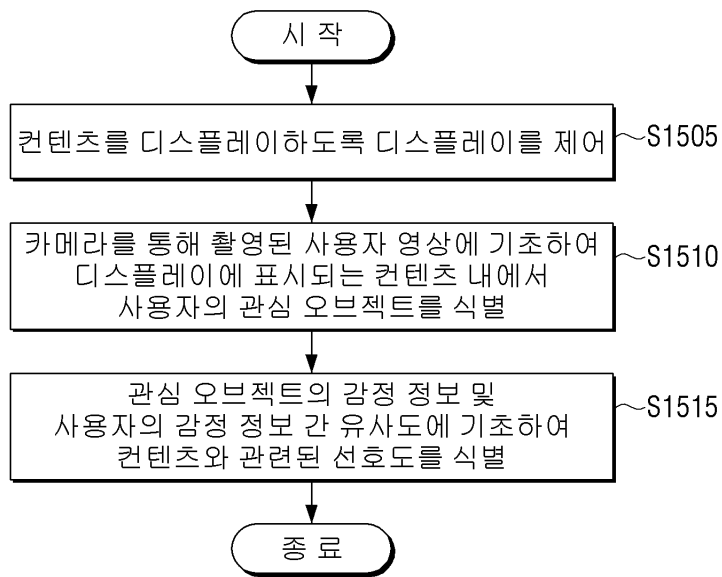 시 작
컨텐츠를 디스플레이하도록 디스플레이를 제어
S1505
카메라를 통해 촬영된 사용자 영상에 기초하여
디스플레이에 표시되는 컨텐츠 내에서
사용자의 관심 오브젝트를 식별
S1510
관심 오브젝트의 감정 정보 및
사용자의 감정 정보 간 유사도에 기초하여
컨텐츠와 관련된 선호도를 식별
S1515
종 료